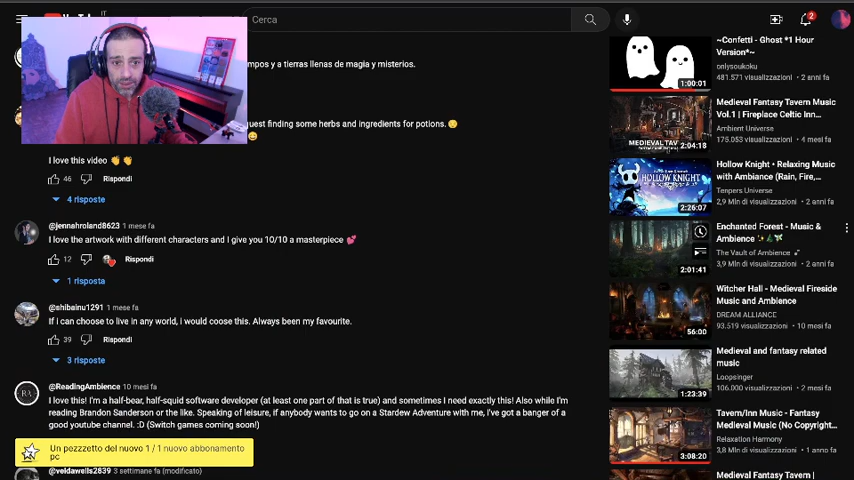 IT
Cerca
2
mpos y a tierras llenas de magia y misterios.
uest finding some herbs and ingredients for potions. 😌
😊
I love this video 👏 👏
46 Rispondi
4 risposte
@jennahroland8623 1 mese fa
I love the artwork with different characters and I give you 10/10 a masterpiece 💕
12 Rispondi
1 risposta
@shibainu1291 1 mese fa
If i can choose to live in any world, i would coose this. Always been my favourite.
39 Rispondi
3 risposte
@ReadingAmbience 10 mesi fa
I love this! I'm a half-bear, half-squid software developer (at least one part of that is true) and sometimes I need exactly this! Also while I'm
reading Brandon Sanderson or the like. Speaking of leisure, if anybody wants to go on a Stardew Adventure with me, I've got a banger of a
good youtube channel. :D (Switch games coming soon!)
Un pezzzetto del nuovo 1 / 1 nuovo abbonamento
pc
@veldawells2839 3 settimane fa (modificato)
~Confetti - Ghost *1 Hour
Version*~
onlysoukoku
481.571 visualizzazioni • 2 anni fa
1:00:01
Medieval Fantasy Tavern Music
Vol.1 | Fireplace Celtic Inn...
Ambient Universe
175.053 visualizzazioni • 4 mesi fa
MEDIEVAL TAV
2:04:18
Hollow Knight • Relaxing Music
with Ambiance (Rain, Fire,...
Tenpers Universe
2,9 Mln di visualizzazioni • 2 anni fa
HOLLOW KNIGHT
2:26:07
Enchanted Forest - Music &
Ambience ✨🌲🕊
The Vault of Ambience
3,9 Mln di visualizzazioni • 2 anni fa
2:01:41
Witcher Hall - Medieval Fireside
Music and Ambience
DREAM ALLIANCE
93.519 visualizzazioni • 10 mesi fa
56:00
Medieval and fantasy related
music
Loopsinger
106.000 visualizzazioni • 2 anni fa
1:23:39
Tavern/Inn Music - Fantasy
Medieval Music (No Copyright...
Relaxation Harmony
3,8 Mln di visualizzazioni • 1 anno fa
3:08:20
Medieval Fantasy Tavern |